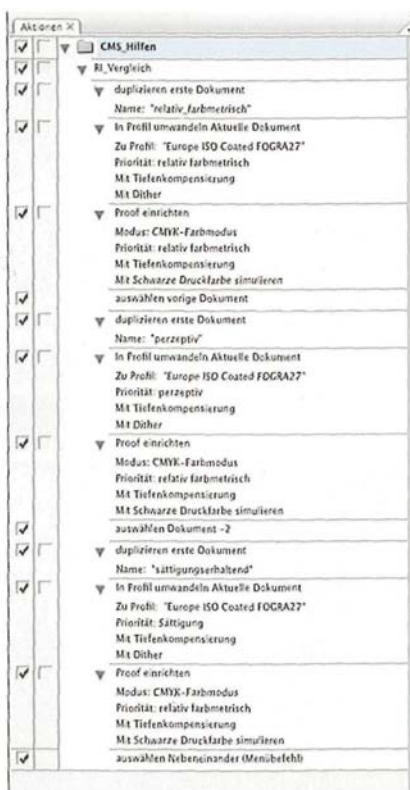 Aktionen ×
CMS_Hilfen
RI_Vergleich
duplizieren erste Dokument
Name: "relativ_farbmetrisch"
In Profil umwandeln Aktuelle Dokument
Zu Profil: "Europe ISO Coated FOGRA27"
Priorität: relativ farbmetrisch
Mit Tiefenkompensierung
Mit Dither
Proof einrichten
Modus: CMYK-Farbmodus
Priorität: relativ farbmetrisch
Mit Tiefenkompensierung
Mit Schwarze Druckfarbe simulieren
auswählen vorige Dokument
duplizieren erste Dokument
Name: "perzeptiv"
In Profil umwandeln Aktuelle Dokument
Zu Profil: "Europe ISO Coated FOGRA27"
Priorität: perzeptiv
Mit Tiefenkompensierung
Mit Dither
Proof einrichten
Modus: CMYK-Farbmodus
Priorität: relativ farbmetrisch
Mit Tiefenkompensierung
Mit Schwarze Druckfarbe simulieren
auswählen Dokument -2
duplizieren erste Dokument
Name: "sättigungserhaltend"
In Profil umwandeln Aktuelle Dokument
Zu Profil: "Europe ISO Coated FOGRA27"
Priorität: Sättigung
Mit Tiefenkompensierung
Mit Dither
Proof einrichten
Modus: CMYK-Farbmodus
Priorität: relativ farbmetrisch
Mit Tiefenkompensierung
Mit Schwarze Druckfarbe simulieren
auswählen Nebeneinander (Menübefehl)